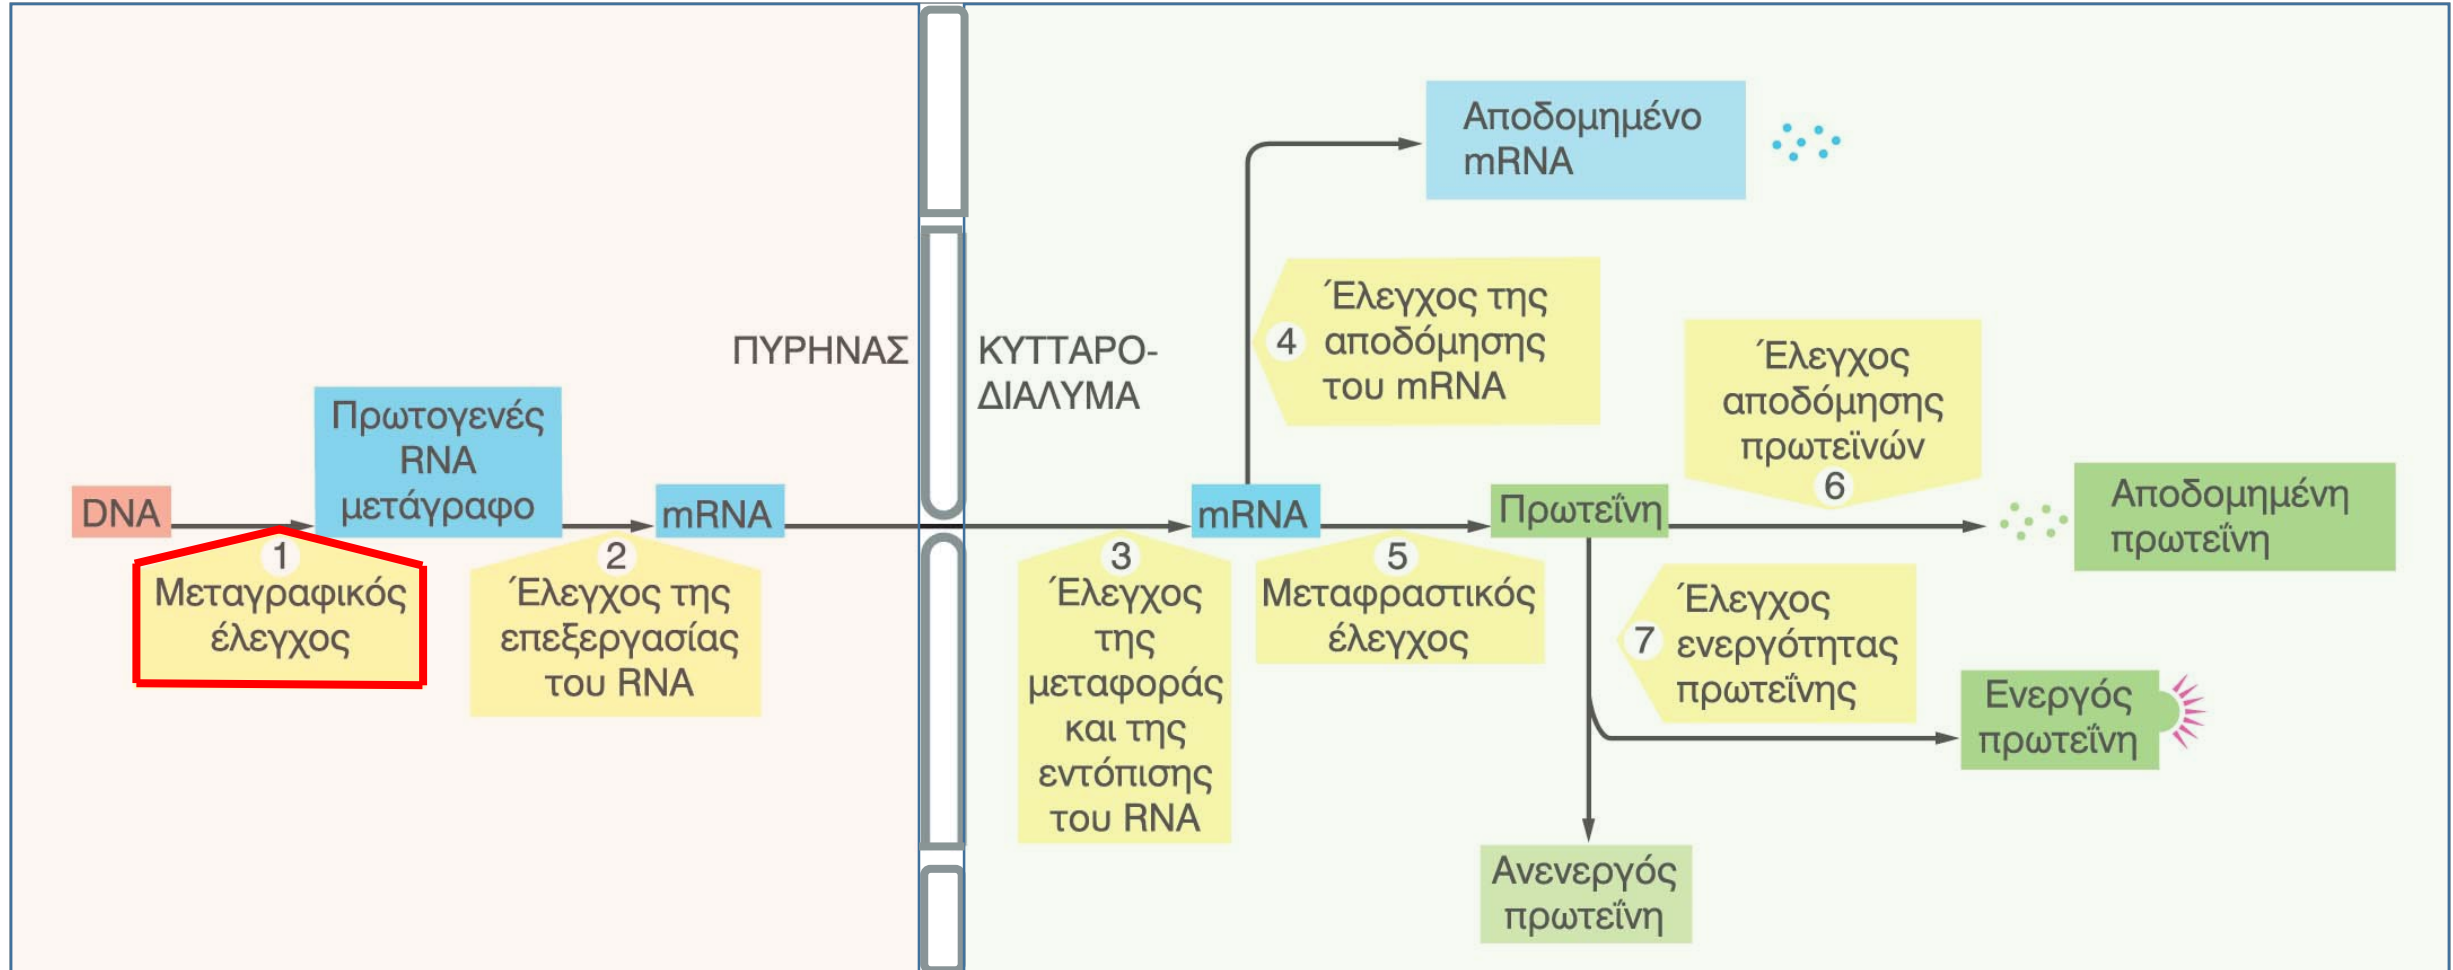 DNA
1
Μεταγραφικός
έλεγχος
Πρωτογενές
RNA
μετάγραφο
2
Έλεγχος της
επεξεργασίας
του RNA
mRNA
ΠΥΡΗΝΑΣ
ΚΥΤΤΑΡΟ-
ΔΙΑΛΥΜΑ
3
Έλεγχος
της
μεταφοράς
και της
εντόπισης
του RNA
mRNA
4
Έλεγχος της
αποδόμησης
του mRNA
Αποδομημένο
mRNA
5
Μεταφραστικός
έλεγχος
Πρωτεΐνη
Έλεγχος
αποδόμησης
πρωτεϊνών
6
Αποδομημένη
πρωτεΐνη
7
Έλεγχος
ενεργότητας
πρωτεΐνης
Ενεργός
πρωτεΐνη
Ανενεργός
πρωτεΐνη